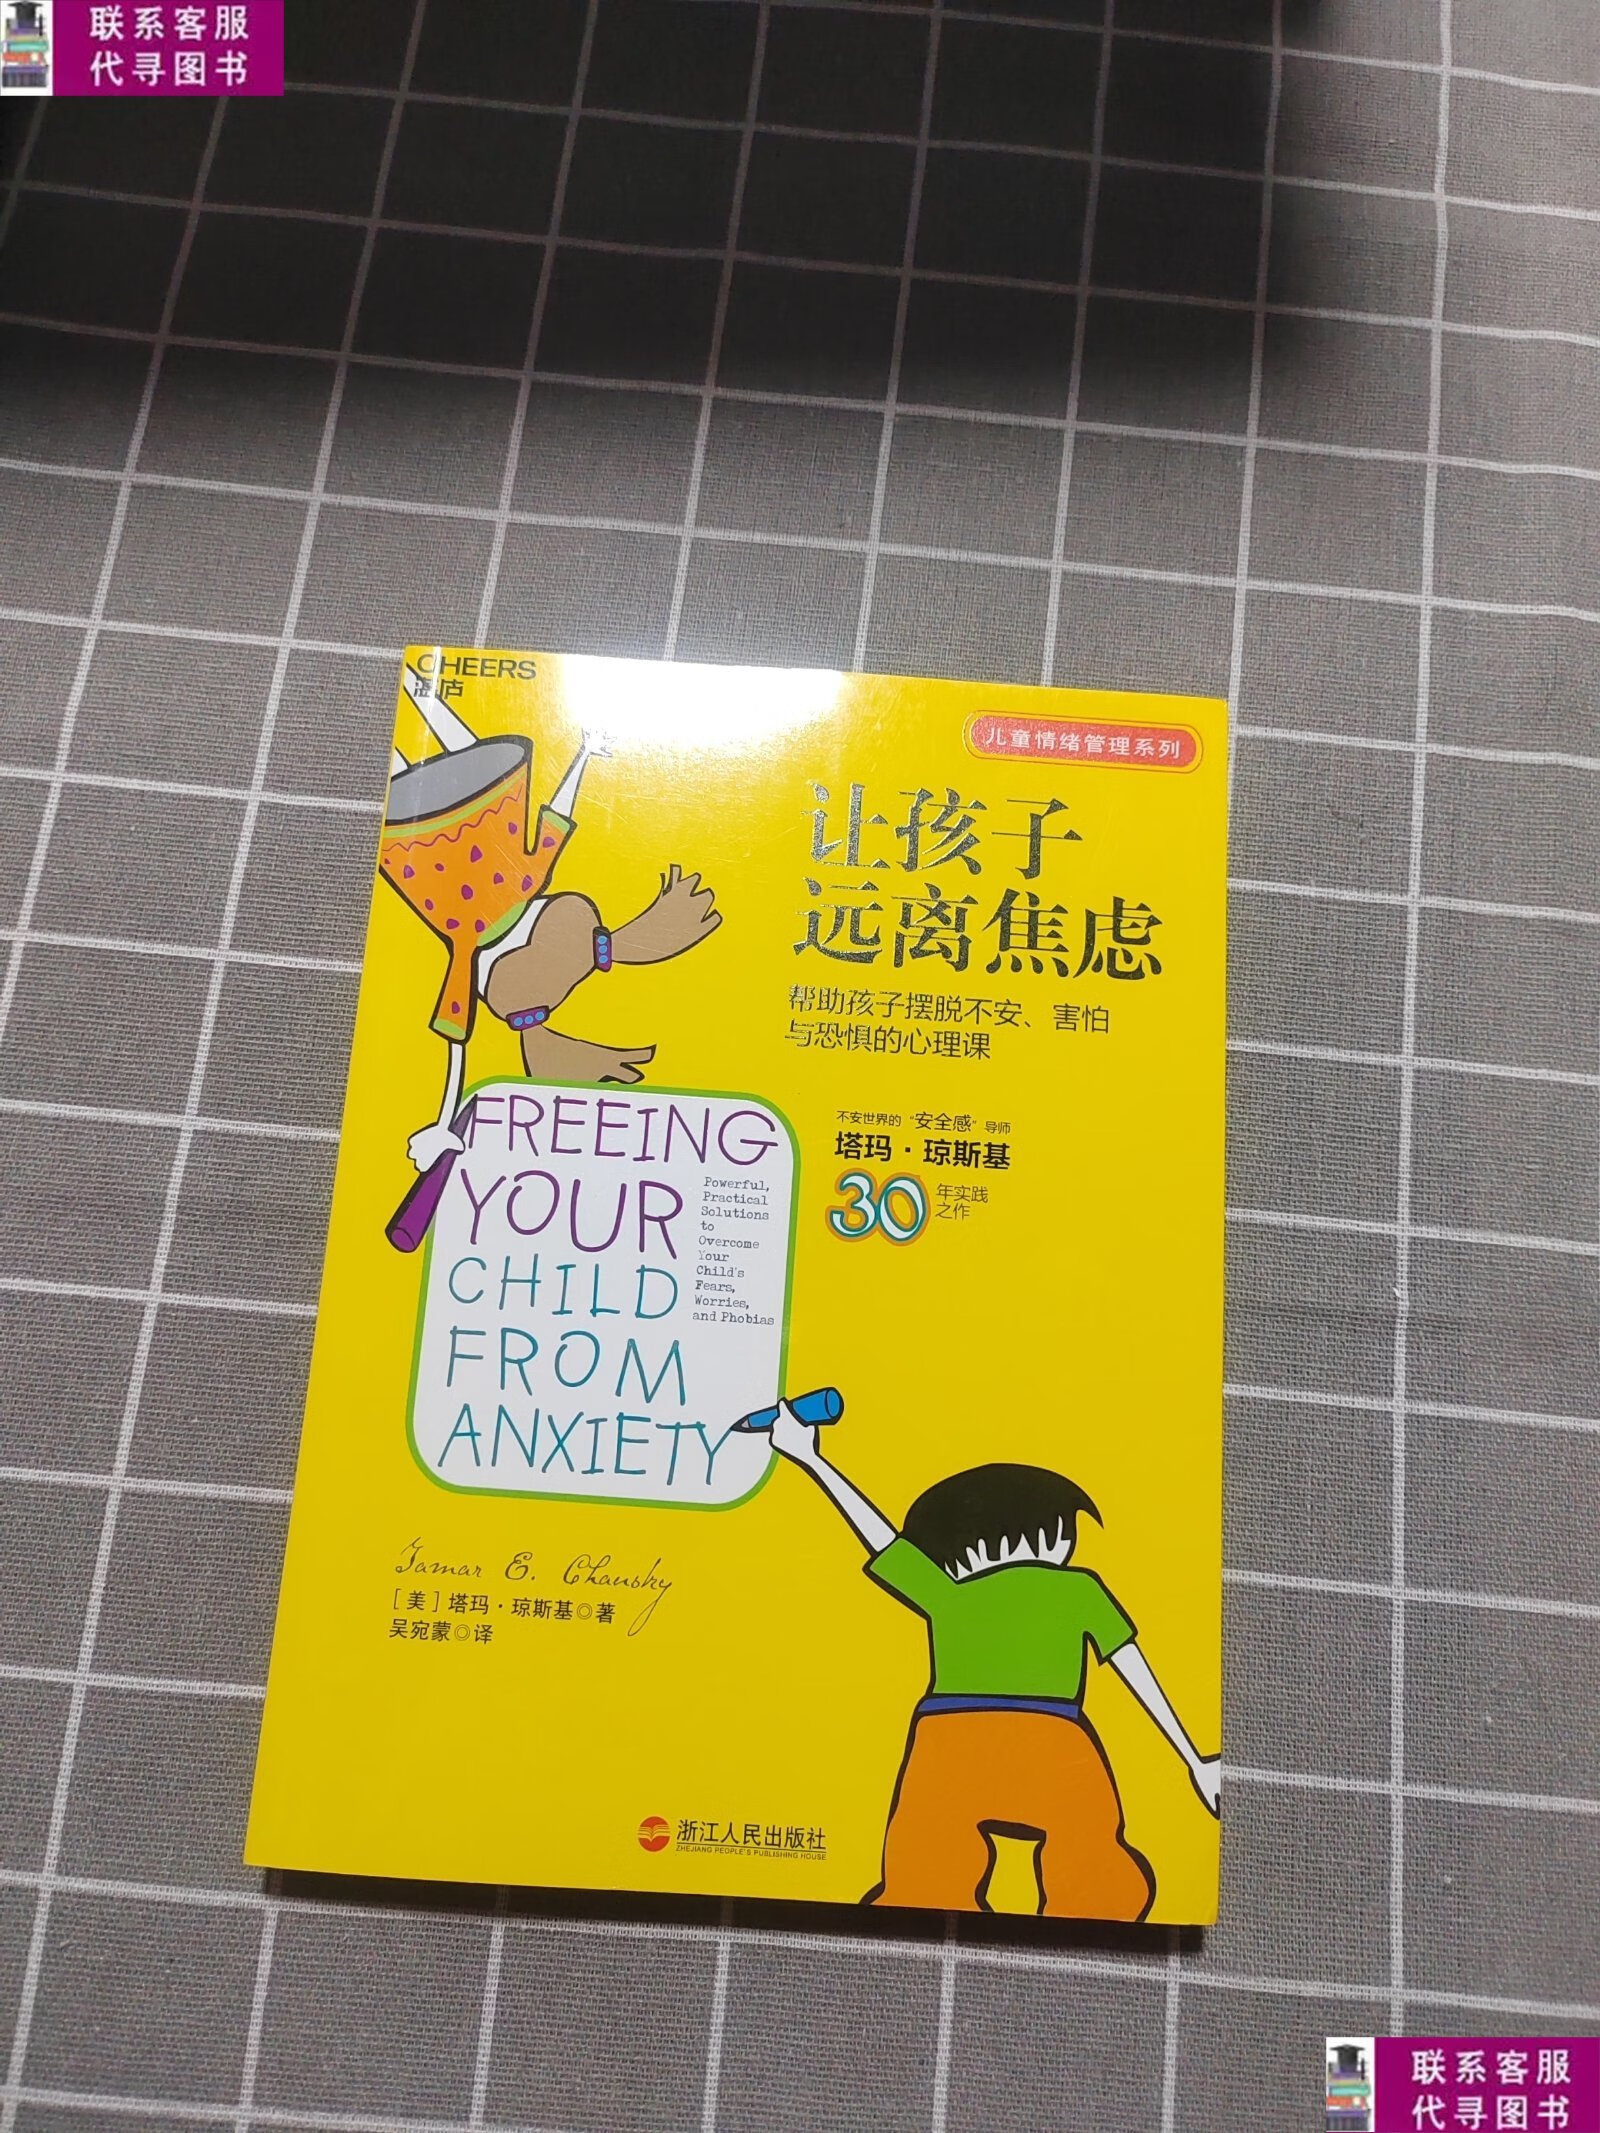 联系客服
代寻图书
CHEERS
湛庐
儿童情绪管理系列
让孩子
远离焦虑
帮助孩子摆脱不安、害怕
与恐惧的心理课
不安世界的“安全感”导师
塔玛·琼斯基
30年实践
之作
FREEING
YOUR
CHILD
FROM
ANXIETY
Powerful,
Practical
Solutions
to
Overcome
Your
Child's
Fears,
Worries,
and Phobias
Tamar E. Chansky
[美]塔玛·琼斯基◎著
吴宛蒙◎译
浙江人民出版社
ZHEJIANG PEOPLE'S PUBLISHING HOUSE
联系客服
代寻图书